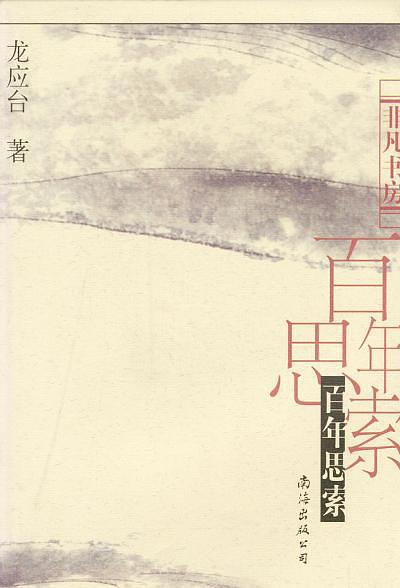 龙应台 著
非凡书房
百年思索
百年思索
南海出版公司